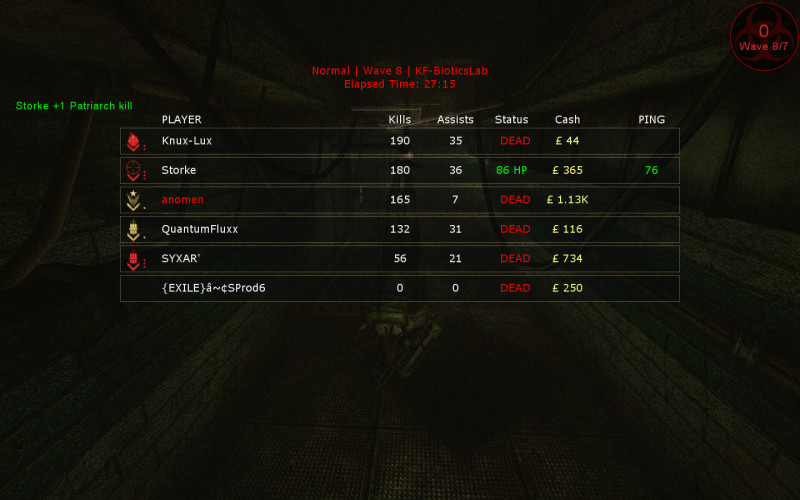 0
Wave 8/7
Normal | Wave 8 | KF-BioticsLab
Elapsed Time: 27:15
Storke +1 Patriarch kill
PLAYER Kills Assists Status Cash PING
Knux-Lux 190 35 DEAD £ 44
Storke 180 36 86 HP £ 365 76
anomen 165 7 DEAD £ 1.13K
QuantumFluxx 132 31 DEAD £ 116
SYXAR' 56 21 DEAD £ 734
{EXILE}â~¢SProd6 0 0 DEAD £ 250